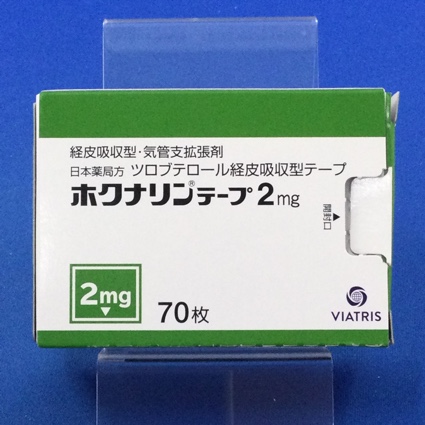 経皮吸収型・気管支拡張剤
日本薬局方 ツロブテロール経皮吸収型テープ
ホクナリン®テープ2mg
開封口
2mg
70枚
VIATRIS